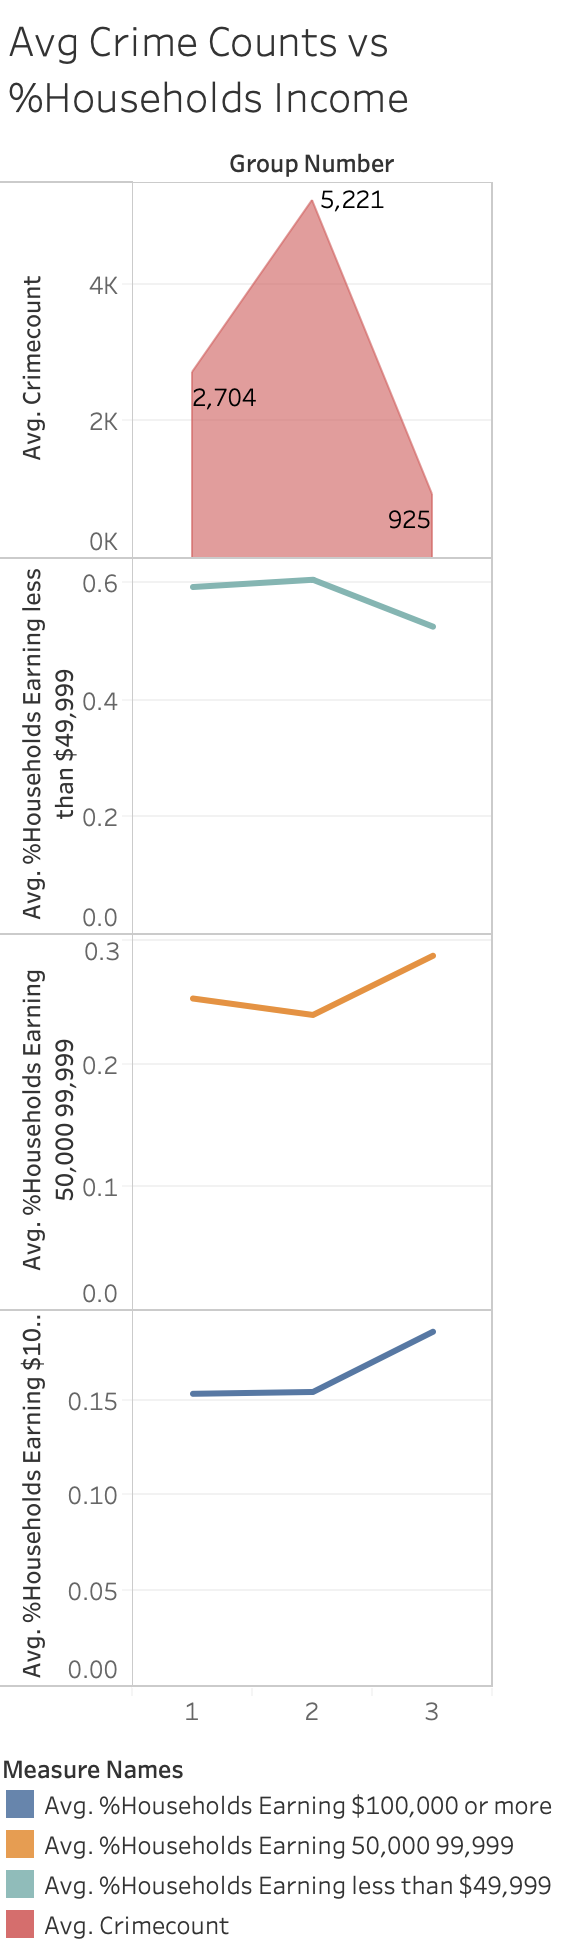 Avg Crime Counts vs
%Households Income
Group Number
Avg. Crimecount
4K
2K
0K
5,221
2,704
925
Avg. %Households Earning less
than $49,999
0.6
0.4
0.2
0.0
Avg. %Households Earning
50,000 99,999
0.3
0.2
0.1
0.0
Avg. %Households Earning $10..
0.15
0.10
0.05
0.00
1 2 3
Measure Names
Avg. %Households Earning $100,000 or more
Avg. %Households Earning 50,000 99,999
Avg. %Households Earning less than $49,999
Avg. Crimecount